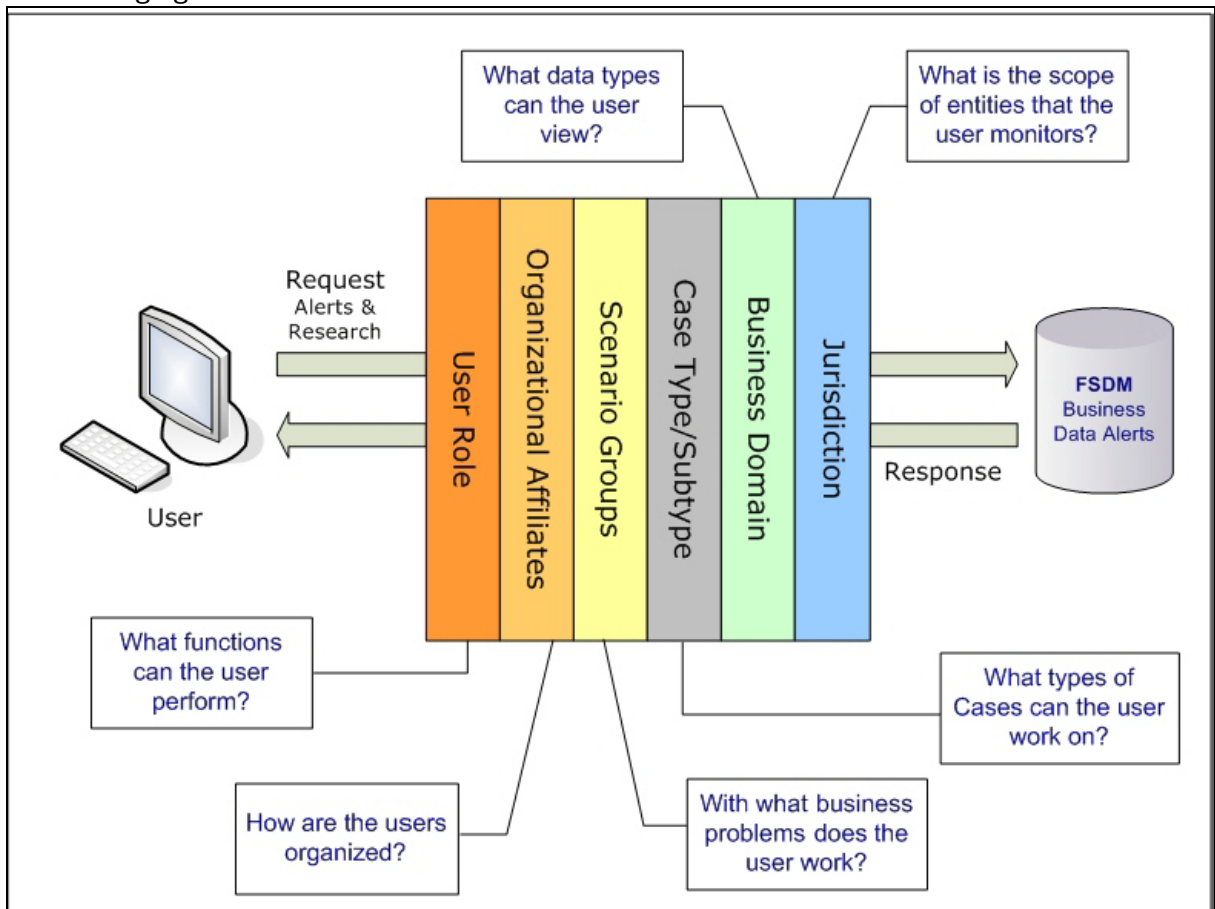 What data types
can the user
view?
What is the scope
of entities that the
user monitors?
Request
Alerts &
Research
User
User Role
Organizational Affiliates
Scenario Groups
Case Type/Subtype
Business Domain
Jurisdiction
Response
FSDM
Business
Data Alerts
What functions
can the user
perform?
How are the users
organized?
With what business
problems does the
user work?
What types of
Cases can the user
work on?